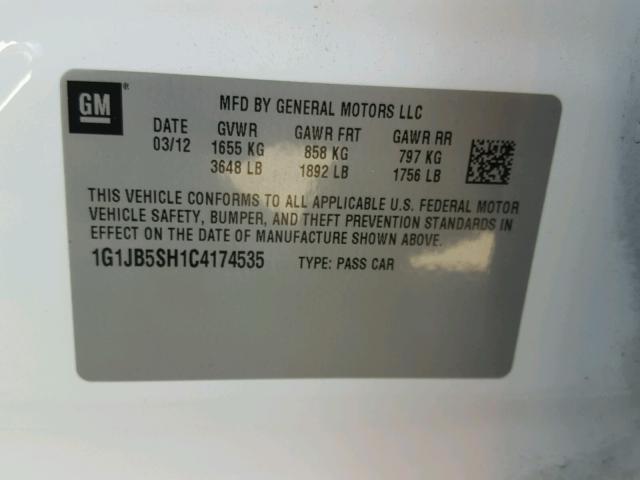 GM ®
MFD BY GENERAL MOTORS LLC
DATE GVWR GAWR FRT GAWR RR
03/12 1655 KG 858 KG 797 KG
3648 LB 1892 LB 1756 LB
THIS VEHICLE CONFORMS TO ALL APPLICABLE U.S. FEDERAL MOTOR
VEHICLE SAFETY, BUMPER, AND THEFT PREVENTION STANDARDS IN
EFFECT ON THE DATE OF MANUFACTURE SHOWN ABOVE.
1G1JB5SH1C4174535 TYPE: PASS CAR